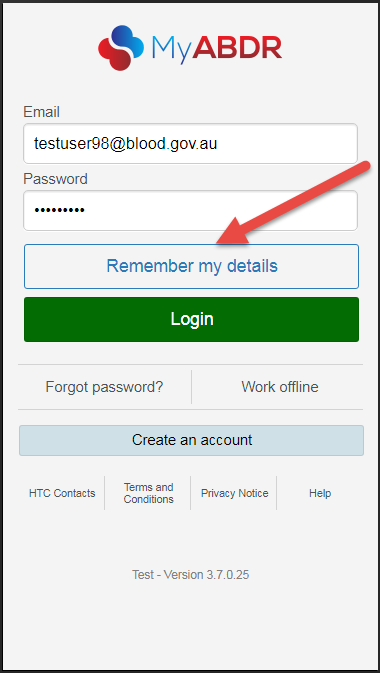 MyABDR
Email
testuser98@blood.gov.au
Password
•••••••••
Remember my details
Login
Forgot password?
Work offline
Create an account
HTC Contacts
Terms and
Conditions
Privacy Notice
Help
Test - Version 3.7.0.25